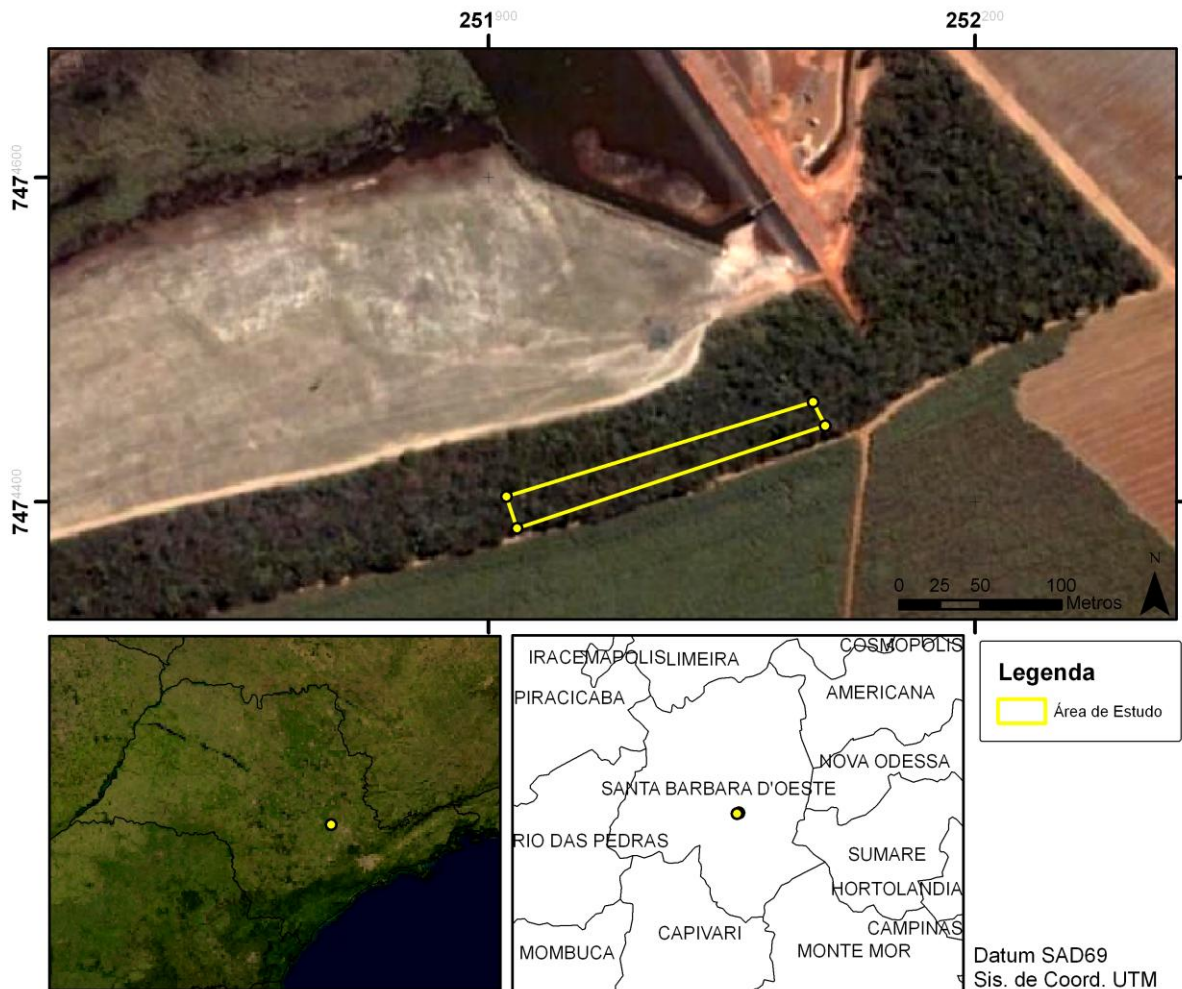 251900
252200
7474600
7474400
N
0 25 50 100
Metros
IRACEMAPOLIS LIMEIRA COSMOPOLIS
PIRACICABA AMERICANA
NOVA ODESSA
SANTA BARBARA D'OESTE
RIO DAS PEDRAS SUMARE
HORTOLANDIA
CAPIVARI CAMPINAS
MOMBUCA MONTE MOR
Legenda
Área de Estudo
Datum SAD69
Sis. de Coord. UTM